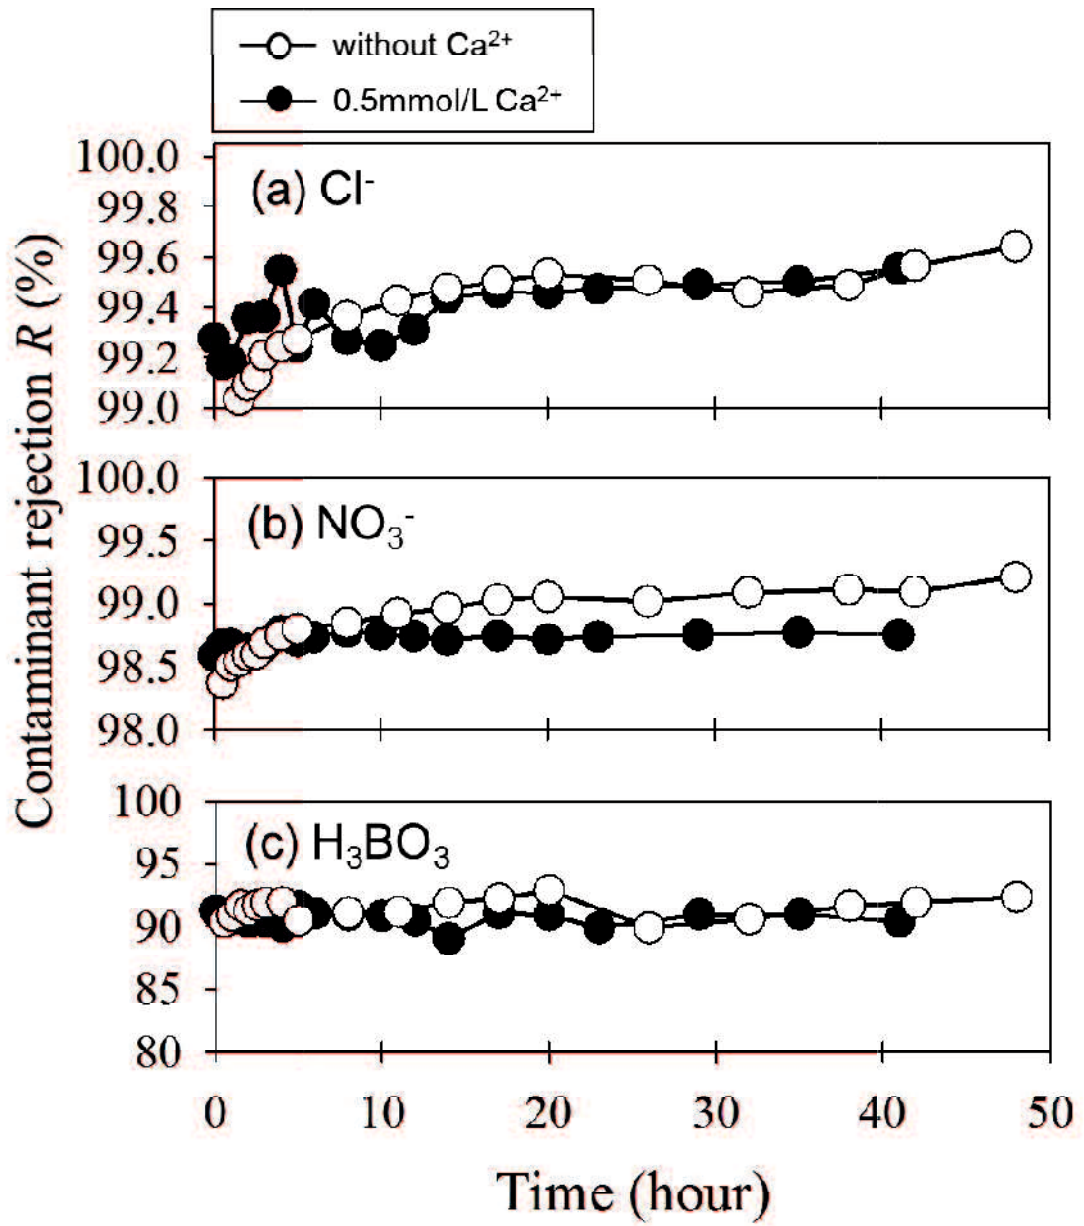 without Ca²⁺
0.5mmol/L Ca²⁺
Contaminant rejection R (%)
(a) Cl⁻
100.0
99.8
99.6
99.4
99.2
99.0
(b) NO₃⁻
100.0
99.5
99.0
98.5
98.0
(c) H₃BO₃
100
95
90
85
80
0 10 20 30 40 50
Time (hour)